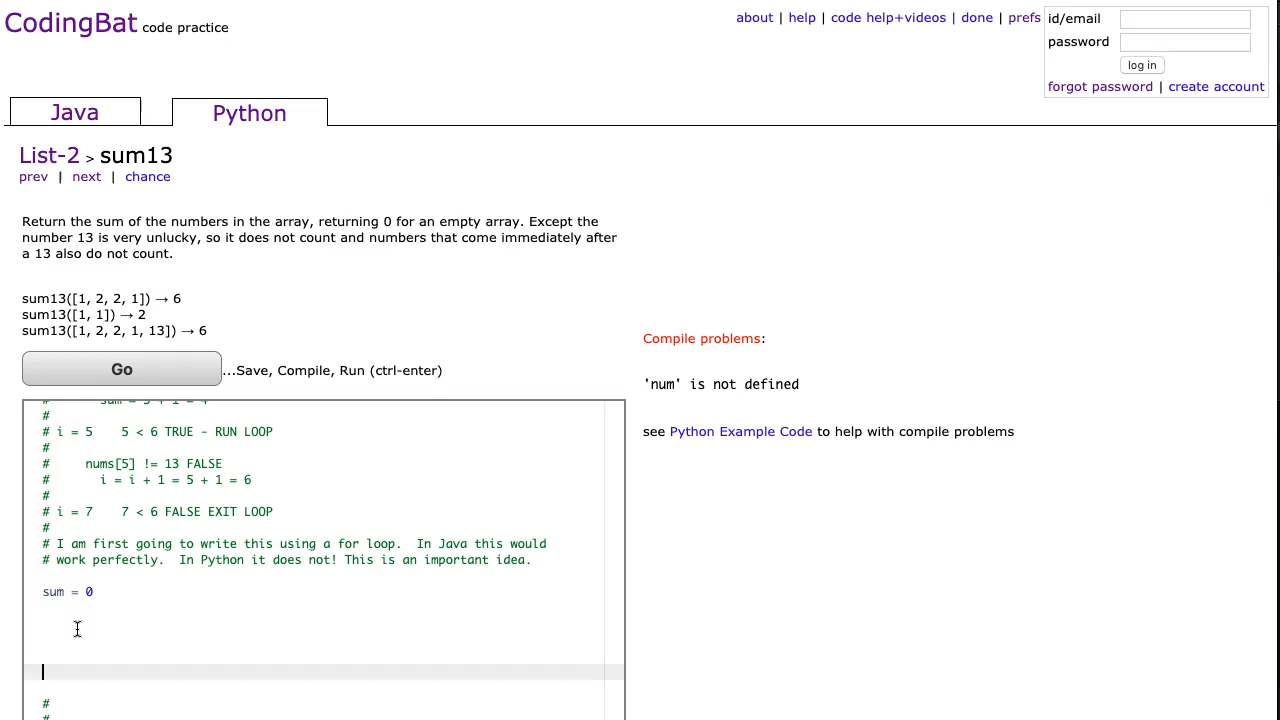 CodingBat code practice
about | help | code help+videos | done | prefs
id/email
password
log in
forgot password | create account
Java
Python
List-2 > sum13
prev | next | chance
Return the sum of the numbers in the array, returning 0 for an empty array. Except the
number 13 is very unlucky, so it does not count and numbers that come immediately after
a 13 also do not count.
sum13([1, 2, 2, 1]) → 6
sum13([1, 1]) → 2
sum13([1, 2, 2, 1, 13]) → 6
Go
...Save, Compile, Run (ctrl-enter)
Compile problems:
'num' is not defined
see Python Example Code to help with compile problems
# sum = 3 + 1 = 4
#
# i = 5 5 < 6 TRUE - RUN LOOP
#
# nums[5] != 13 FALSE
# i = i + 1 = 5 + 1 = 6
#
# i = 7 7 < 6 FALSE EXIT LOOP
#
# I am first going to write this using a for loop. In Java this would
# work perfectly. In Python it does not! This is an important idea.
sum = 0
#
#